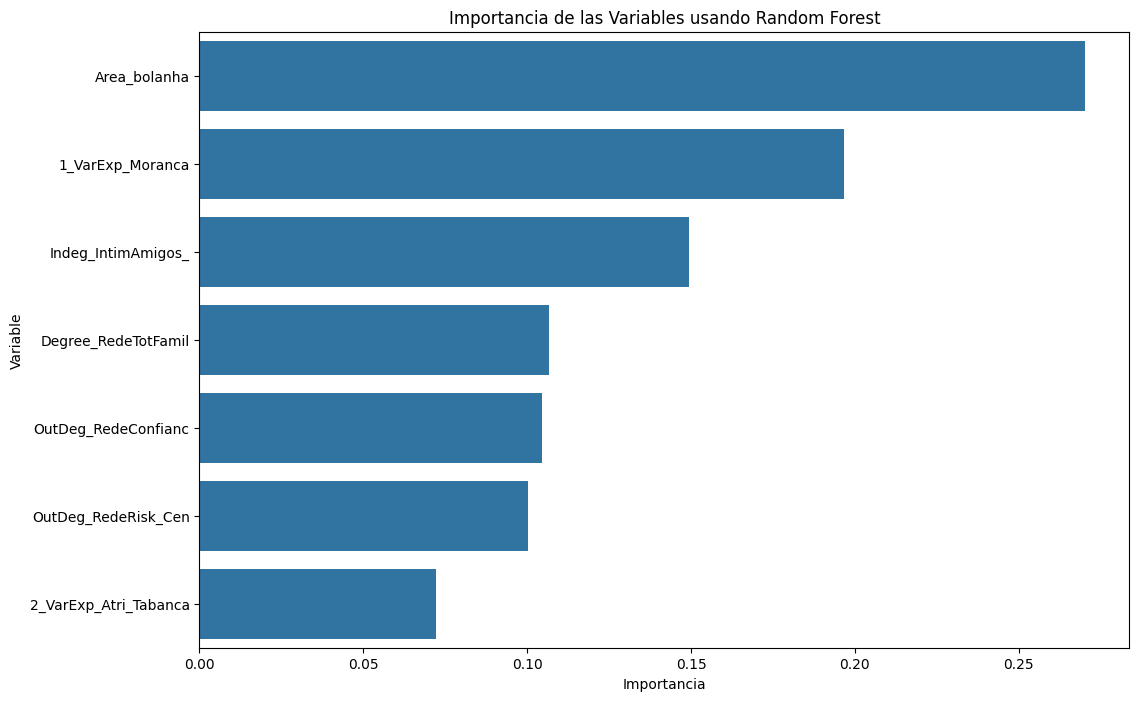 Importancia de las Variables usando Random Forest
Variable
Area_bolanha
1_VarExp_Moranca
Indeg_IntimAmigos_
Degree_RedeTotFamil
OutDeg_RedeConfianc
OutDeg_RedeRisk_Cen
2_VarExp_Atri_Tabanca
0.00 0.05 0.10 0.15 0.20 0.25
Importancia